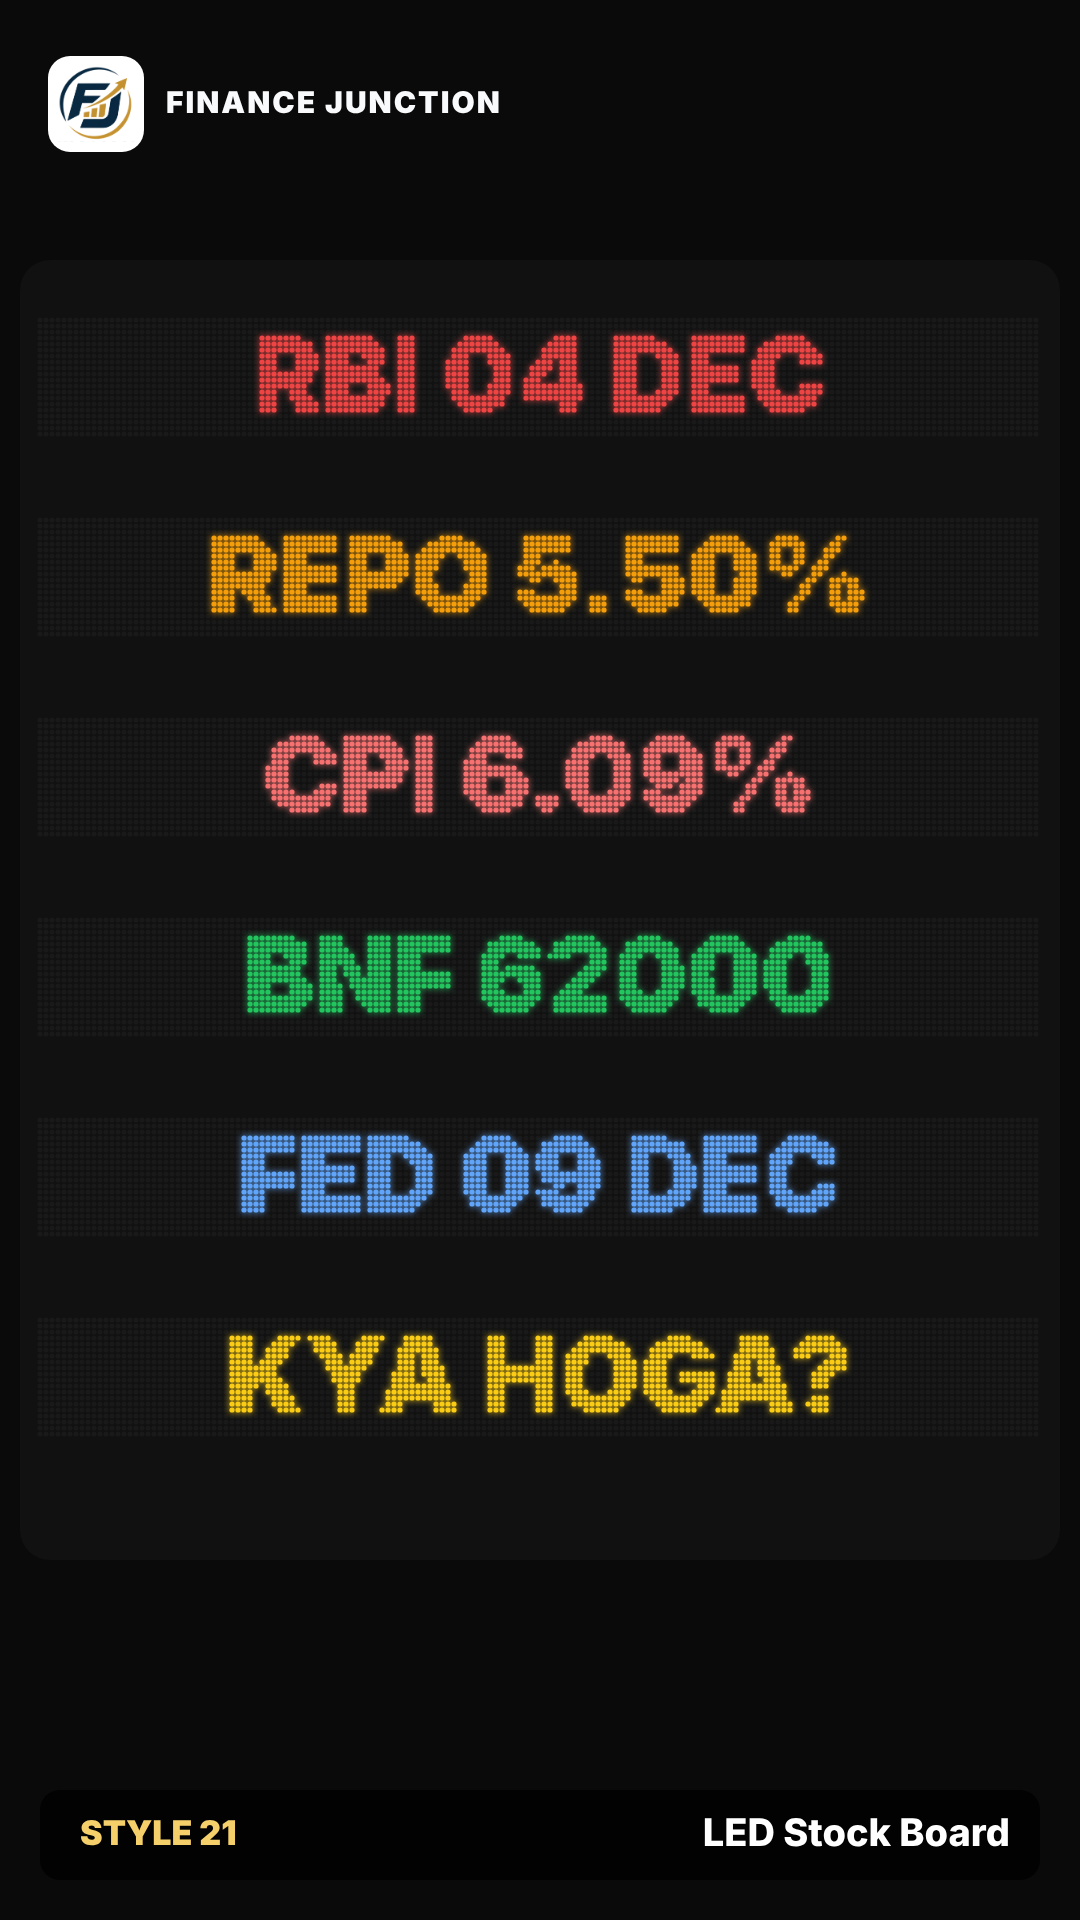 FJ
FINANCE JUNCTION
RBI 04 DEC
REPO 5.50%
CPI 6.09%
BNF 62000
FED 09 DEC
KYA HOGA?
STYLE 21
LED Stock Board